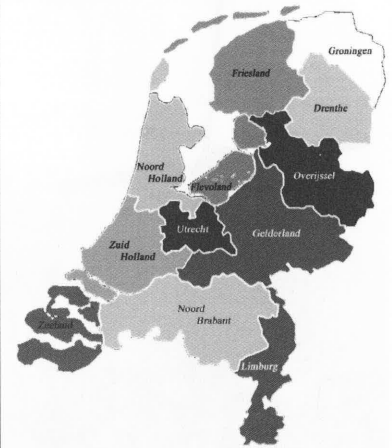 Groningen
Friesland
Drenthe
Noord
Holland
Flevoland
Overijssel
Utrecht
Gelderland
Zuid
Holland
Noord
Brabant
Zeeland
Limburg